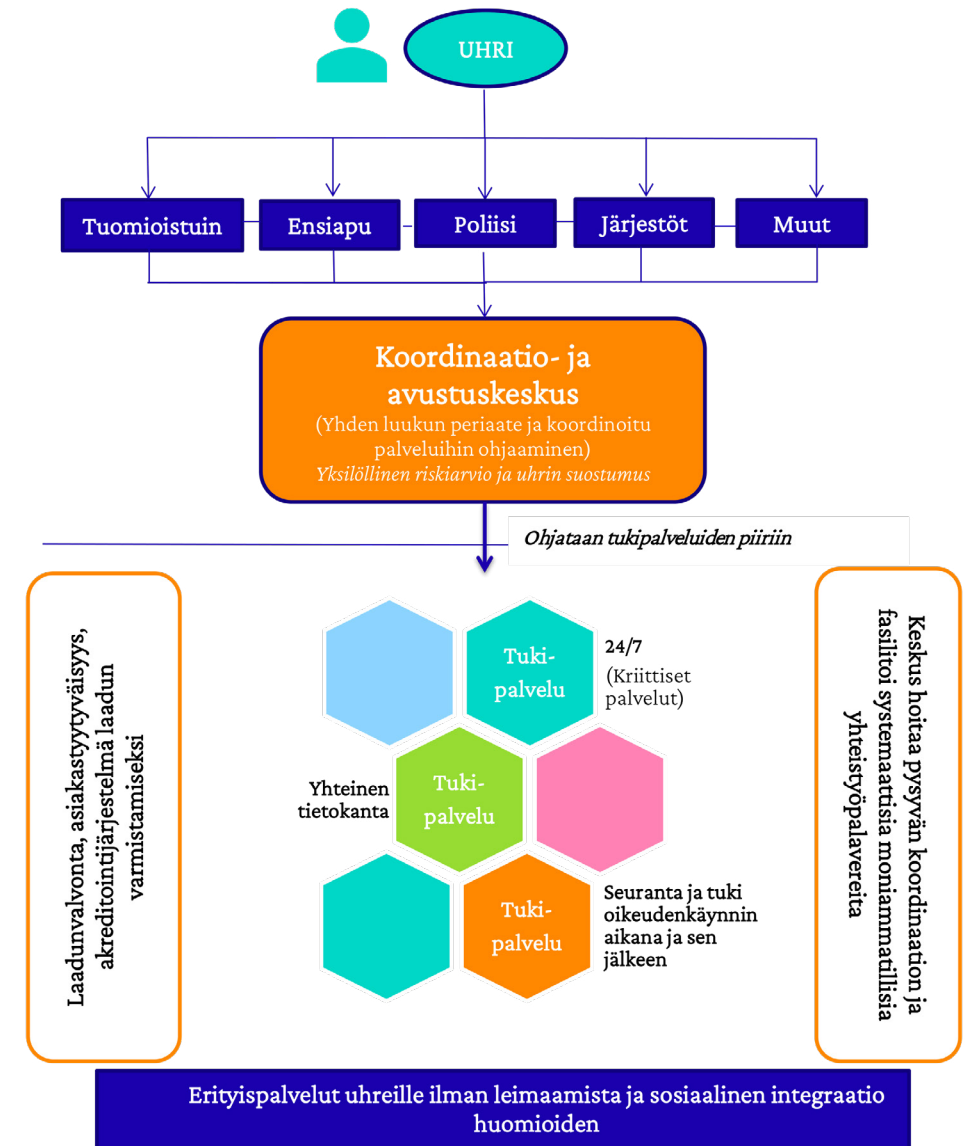 UHRI
Tuomioistuin
Ensiapu
Poliisi
Järjestöt
Muut
Koordinaatio- ja
avustuskeskus
(Yhden luukun periaate ja koordinoitu
palveluihin ohjaaminen)
Yksilöllinen riskiarvio ja uhrin suostumus
Ohjataan tukipalveluiden piiriin
Laadunvalvonta, asiakastyytyväisyys,
akreditointijärjestelmä laadun
varmistamiseksi
Tuki-
palvelu
24/7
(Kriittiset
palvelut)
Yhteinen
tietokanta
Tuki-
palvelu
Tuki-
palvelu
Seuranta ja tuki
oikeudenkäynnin
aikana ja sen
jälkeen
Keskus hoitaa pysyvän koordinaation ja
fasilitoi systemaattisia moniammatillisia
yhteistyöpalavereita
Erityispalvelut uhreille ilman leimaamista ja sosiaalinen integraatio
huomioiden